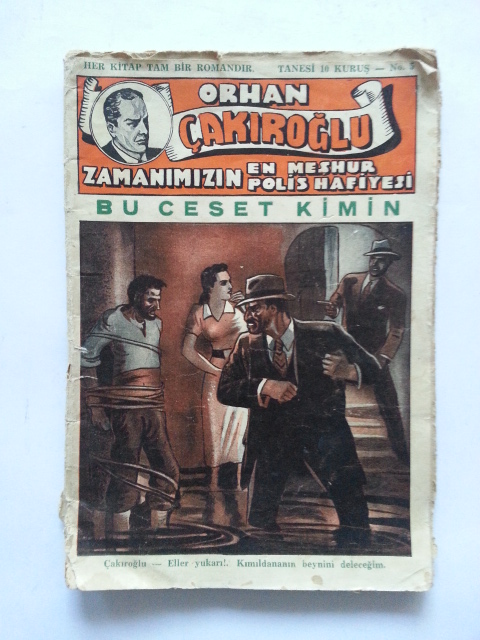 HER KİTAP TAM BİR ROMANDIR. TANESİ 10 KURUŞ — No. 5
ORHAN
ÇAKIROĞLU
ZAMANIMIZIN EN MEŞHUR
POLİS HAFİYESİ
BU CESET KİMİN
Çakıroğlu — Eller yukarı!. Kımıldananın beynini deleceğim.